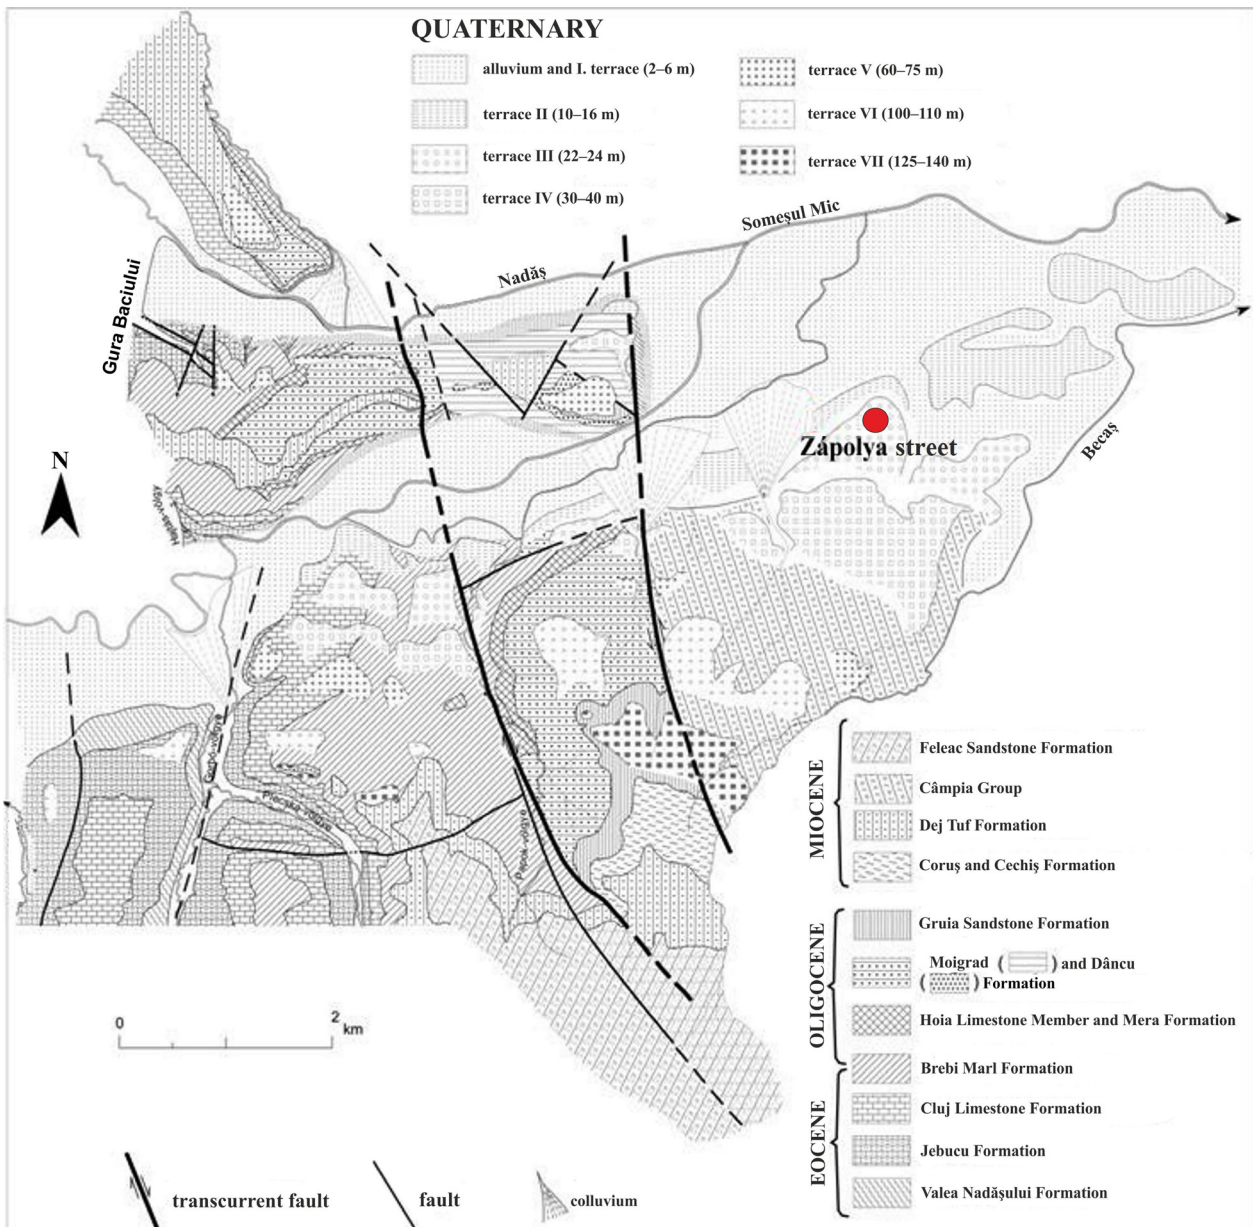 QUATERNARY
alluvium and I. terrace (2–6 m)
terrace II (10–16 m)
terrace III (22–24 m)
terrace IV (30–40 m)
terrace V (60–75 m)
terrace VI (100–110 m)
terrace VII (125–140 m)
Someşul Mic
Nadăş
Gura Baciului
Zápolya street
Becaş
N
MIOCENE
Feleac Sandstone Formation
Câmpia Group
Dej Tuf Formation
Coruş and Cechiş Formation
OLIGOCENE
Gruia Sandstone Formation
Moigrad ( ) and Dâncu
( ) Formation
Hoia Limestone Member and Mera Formation
EOCENE
Brebi Marl Formation
Cluj Limestone Formation
Jebucu Formation
Valea Nadăşului Formation
0 2
km
transcurrent fault
fault
colluvium